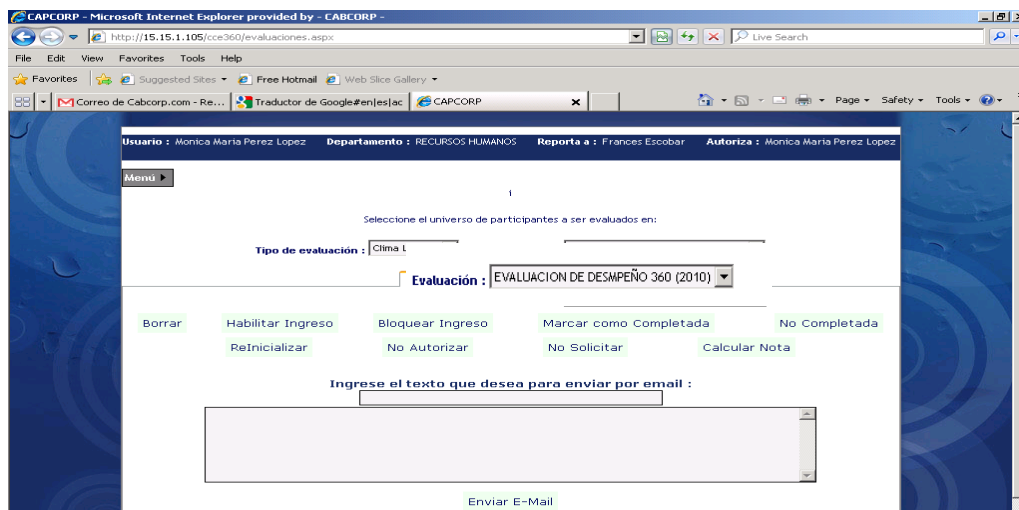 CAPCORP - Microsoft Internet Explorer provided by - CABCORP -
http://15.15.1.105/cce360/evaluaciones.aspx
Live Search
File Edit View Favorites Tools Help
Favorites Suggested Sites Free Hotmail Web Slice Gallery
Correo de Cabcorp.com - Re... Traductor de Google#en|es|ac CAPCORP Page Safety Tools
Usuario : Monica Maria Perez Lopez Departamento : RECURSOS HUMANOS Reporta a : Frances Escobar Autoriza : Monica Maria Perez Lopez
Menú
1
Seleccione el universo de participantes a ser evaluados en:
Tipo de evaluación : Clima L
Evaluación : EVALUACION DE DESMPEÑO 360 (2010)
Borrar Habilitar Ingreso Bloquear Ingreso Marcar como Completada No Completada
ReInicializar No Autorizar No Solicitar Calcular Nota
Ingrese el texto que desea para enviar por email :
Enviar E-Mail